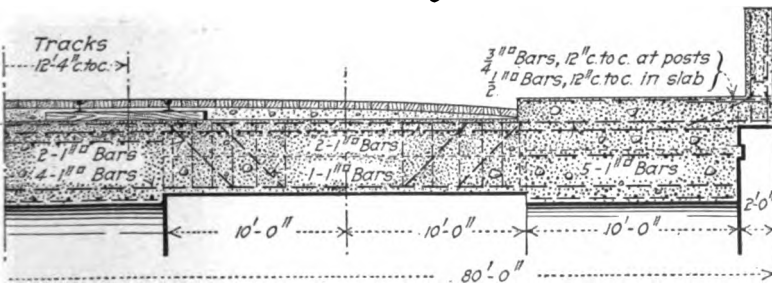 Tracks
12'-4" c. to c.
3/4"□ Bars, 12" c. to c. at posts
1/2"□ Bars, 12" c. to c. in slab
2-1"□ Bars
4-1"□ Bars
2-1"□ Bars
1-1"□ Bars
5-1"□ Bars
10'-0"
10'-0"
10'-0"
2'-0"
80'-0"